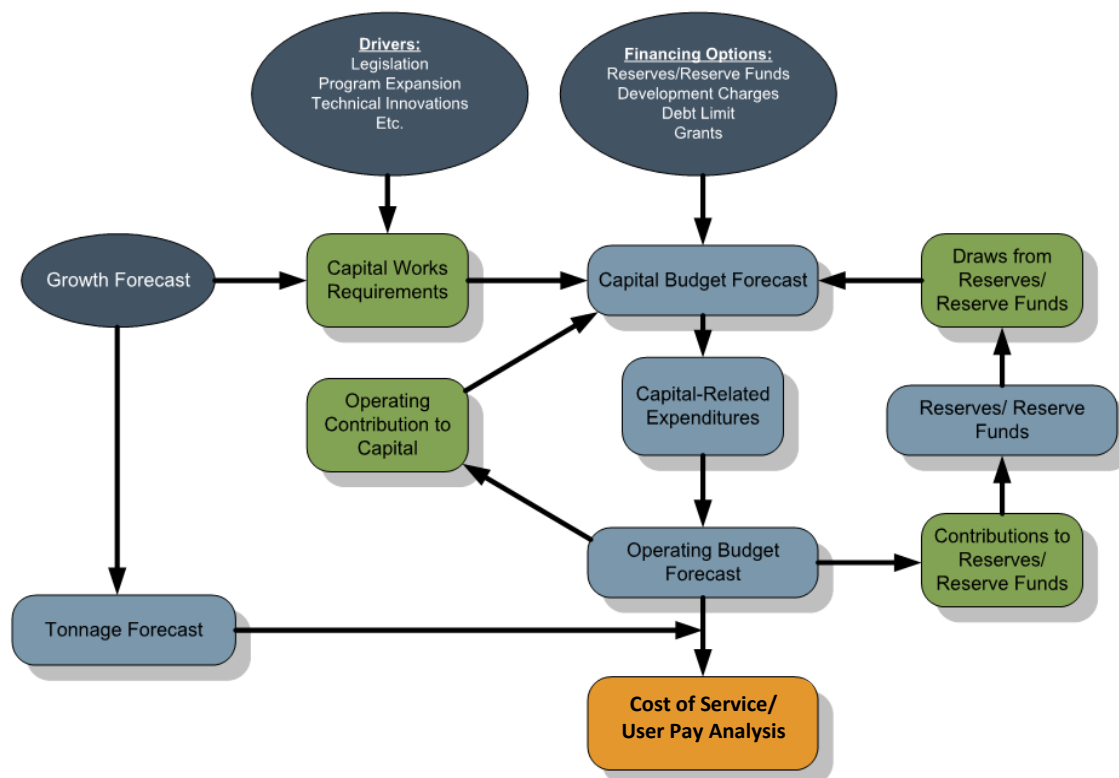 Drivers:
Legislation
Program Expansion
Technical Innovations
Etc.
Financing Options:
Reserves/Reserve Funds
Development Charges
Debt Limit
Grants
Growth Forecast
Capital Works
Requirements
Capital Budget Forecast
Draws from
Reserves/
Reserve Funds
Operating
Contribution to
Capital
Capital-Related
Expenditures
Reserves/ Reserve
Funds
Operating Budget
Forecast
Contributions to
Reserves/
Reserve Funds
Tonnage Forecast
Cost of Service/
User Pay Analysis